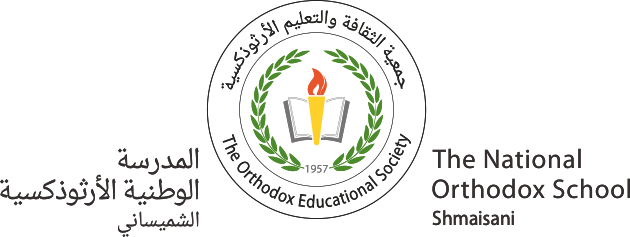 جمعية الثقافة والتعليم الأرثوذكسية
1957
The Orthodox Educational Society
المدرسة
الوطنية الأرثوذكسية
الشميساني
The National
Orthodox School
Shmaisani